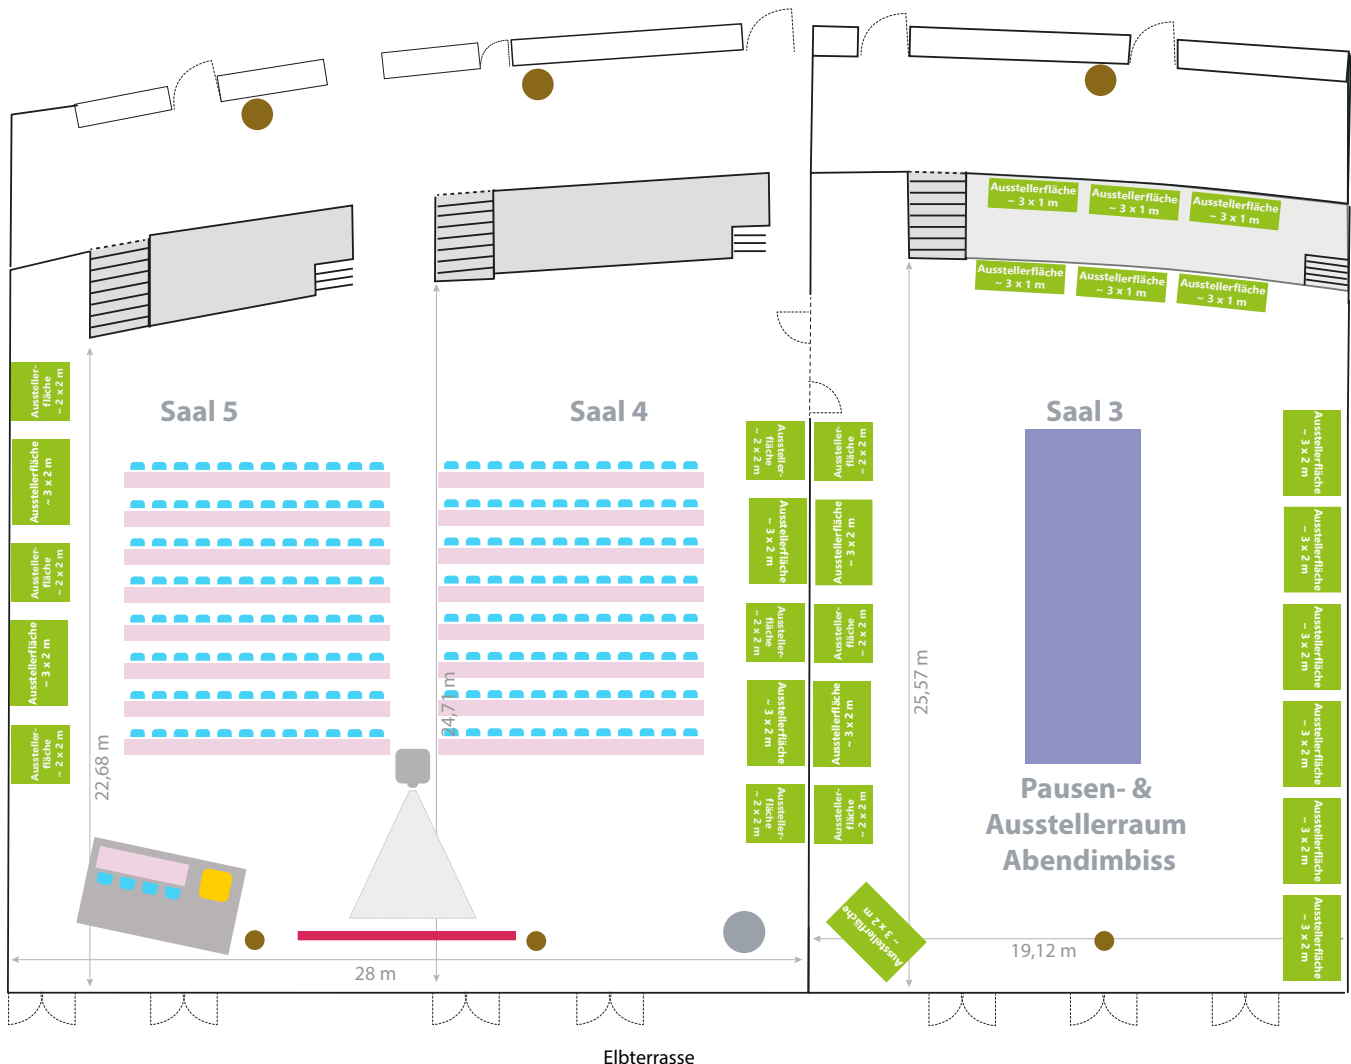 Ausstellerfläche
~ 3 x 1 m
Ausstellerfläche
~ 3 x 1 m
Ausstellerfläche
~ 3 x 1 m
Ausstellerfläche
~ 3 x 1 m
Ausstellerfläche
~ 3 x 1 m
Ausstellerfläche
~ 3 x 1 m
Saal 5
Saal 4
Saal 3
Aussteller-
fläche
~ 2 x 2 m
Ausstellerfläche
~ 3 x 2 m
Aussteller-
fläche
~ 2 x 2 m
Ausstellerfläche
~ 3 x 2 m
Aussteller-
fläche
~ 2 x 2 m
Aussteller-
fläche
~ 2 x 2 m
Ausstellerfläche
~ 3 x 2 m
Aussteller-
fläche
~ 2 x 2 m
Ausstellerfläche
~ 3 x 2 m
Aussteller-
fläche
~ 2 x 2 m
Aussteller-
fläche
~ 2 x 2 m
Ausstellerfläche
~ 3 x 2 m
Aussteller-
fläche
~ 2 x 2 m
Ausstellerfläche
~ 3 x 2 m
Aussteller-
fläche
~ 2 x 2 m
Ausstellerfläche
~ 3 x 2 m
Ausstellerfläche
~ 3 x 2 m
Ausstellerfläche
~ 3 x 2 m
Ausstellerfläche
~ 3 x 2 m
Ausstellerfläche
~ 3 x 2 m
Ausstellerfläche
~ 3 x 2 m
Ausstellerfläche
~ 3 x 2 m
22,68 m
24,71 m
25,57 m
Pausen- &
Ausstellerraum
Abendimbiss
28 m
19,12 m
Elbterrasse